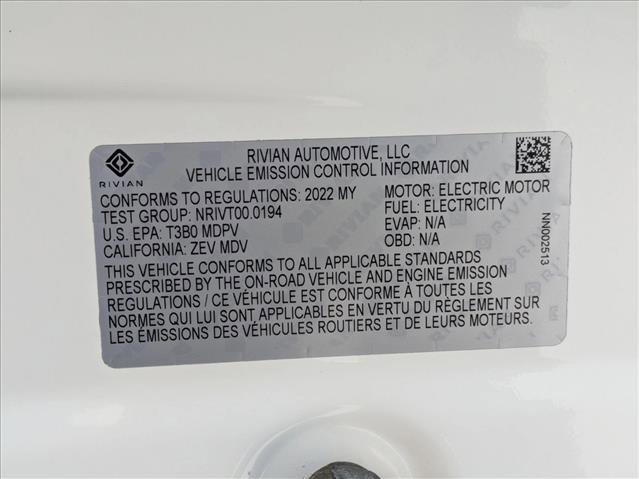 RIVIAN
RIVIAN AUTOMOTIVE, LLC
VEHICLE EMISSION CONTROL INFORMATION
CONFORMS TO REGULATIONS: 2022 MY
TEST GROUP: NRIVT00.0194
U.S. EPA: T3B0 MDPV
CALIFORNIA: ZEV MDV
MOTOR: ELECTRIC MOTOR
FUEL: ELECTRICITY
EVAP: N/A
OBD: N/A
THIS VEHICLE CONFORMS TO ALL APPLICABLE STANDARDS
PRESCRIBED BY THE ON-ROAD VEHICLE AND ENGINE EMISSION
REGULATIONS / CE VÉHICULE EST CONFORME À TOUTES LES
NORMES QUI LUI SONT APPLICABLES EN VERTU DU RÈGLEMENT SUR
LES ÉMISSIONS DES VÉHICULES ROUTIERS ET DE LEURS MOTEURS.
NN002513